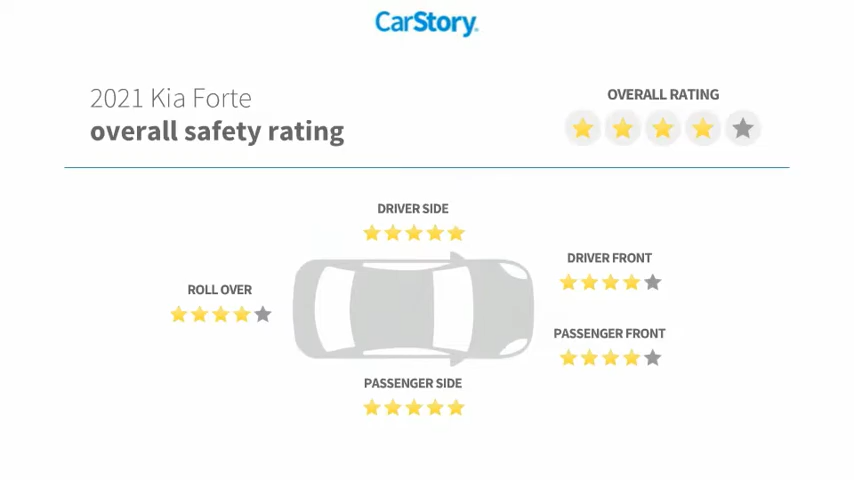 CarStory
2021 Kia Forte
overall safety rating
OVERALL RATING
DRIVER SIDE
DRIVER FRONT
ROLL OVER
PASSENGER FRONT
PASSENGER SIDE